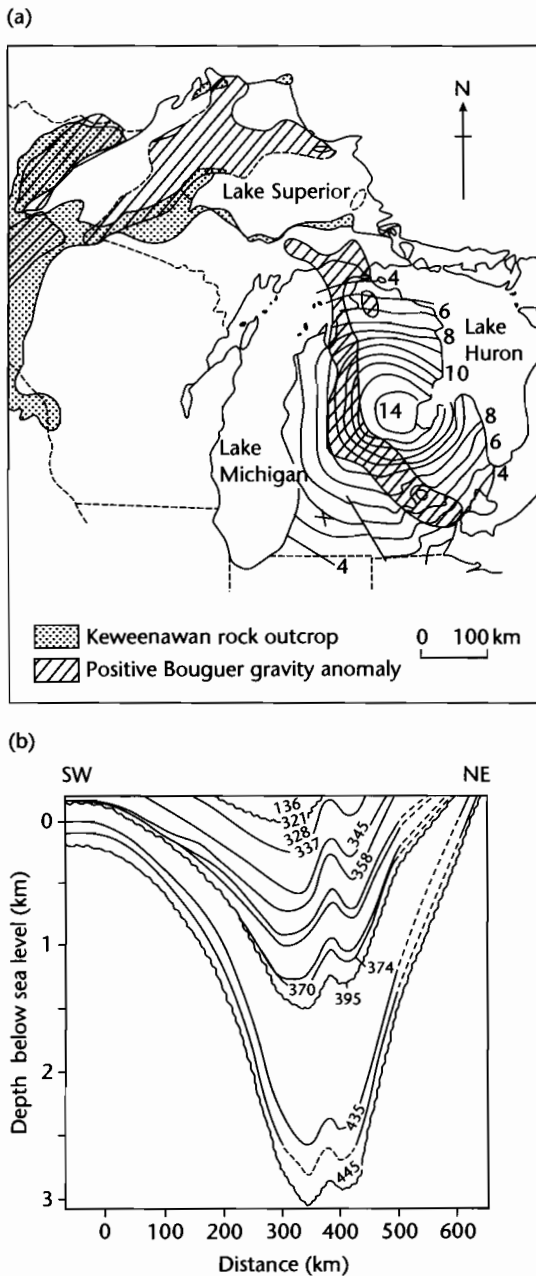 (a)
N
Lake Superior
4
6
8
Lake
Huron
10
14
8
6
4
Lake
Michigan
4
Keweenawan rock outcrop
0 100 km
Positive Bouguer gravity anomaly
(b)
SW
NE
0
1
2
3
Depth below sea level (km)
136
321
328
337
345
358
374
370
395
435
445
0 100 200 300 400 500 600
Distance (km)